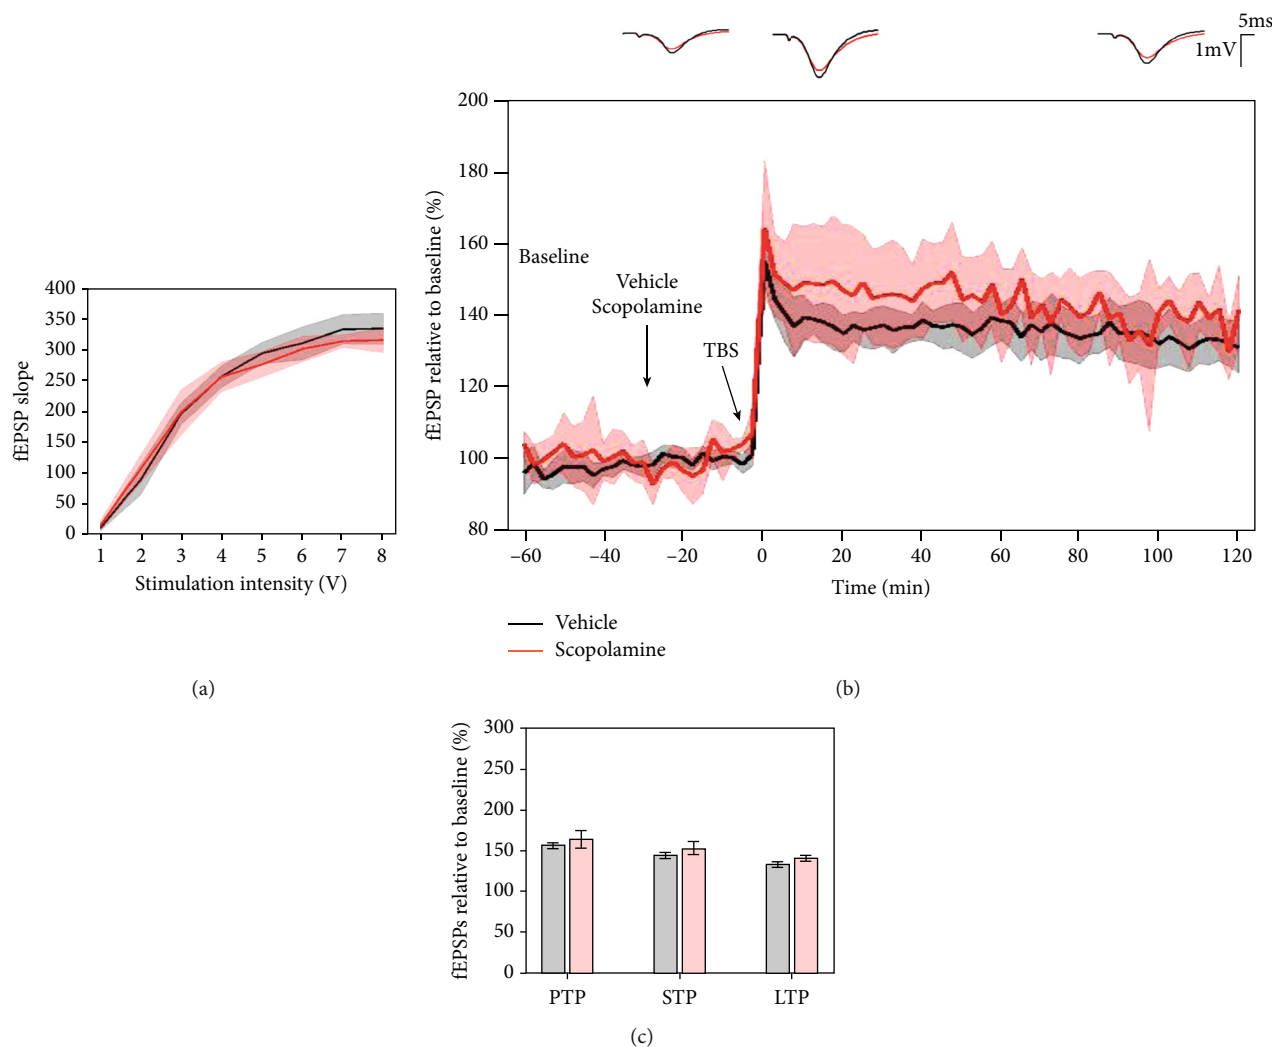 5ms
1mV
fEPSP slope
400
350
300
250
200
150
100
50
0
1 2 3 4 5 6 7 8
Stimulation intensity (V)
(a)
fEPSP relative to baseline (%)
200
180
160
140
120
100
80
Baseline
Vehicle
Scopolamine
TBS
–60 –40 –20 0 20 40 60 80 100 120
Time (min)
Vehicle
Scopolamine
(b)
fEPSPs relative to baseline (%)
300
250
200
150
100
50
0
PTP STP LTP
(c)